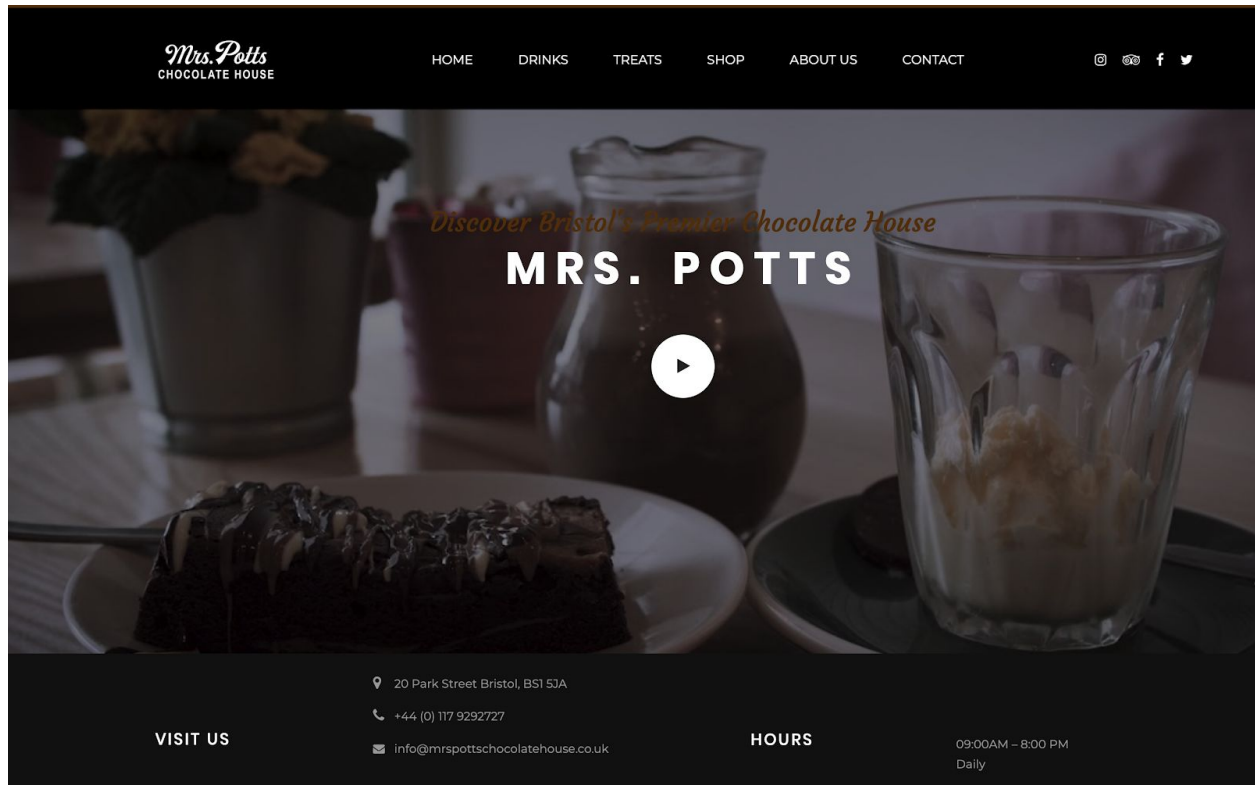 Mrs. Potts
CHOCOLATE HOUSE
HOME DRINKS TREATS SHOP ABOUT US CONTACT
Discover Bristol's Premier Chocolate House
MRS. POTTS
VISIT US
20 Park Street Bristol, BS1 5JA
+44 (0) 117 9292727
info@mrspottschocolatehouse.co.uk
HOURS
09:00AM – 8:00 PM
Daily